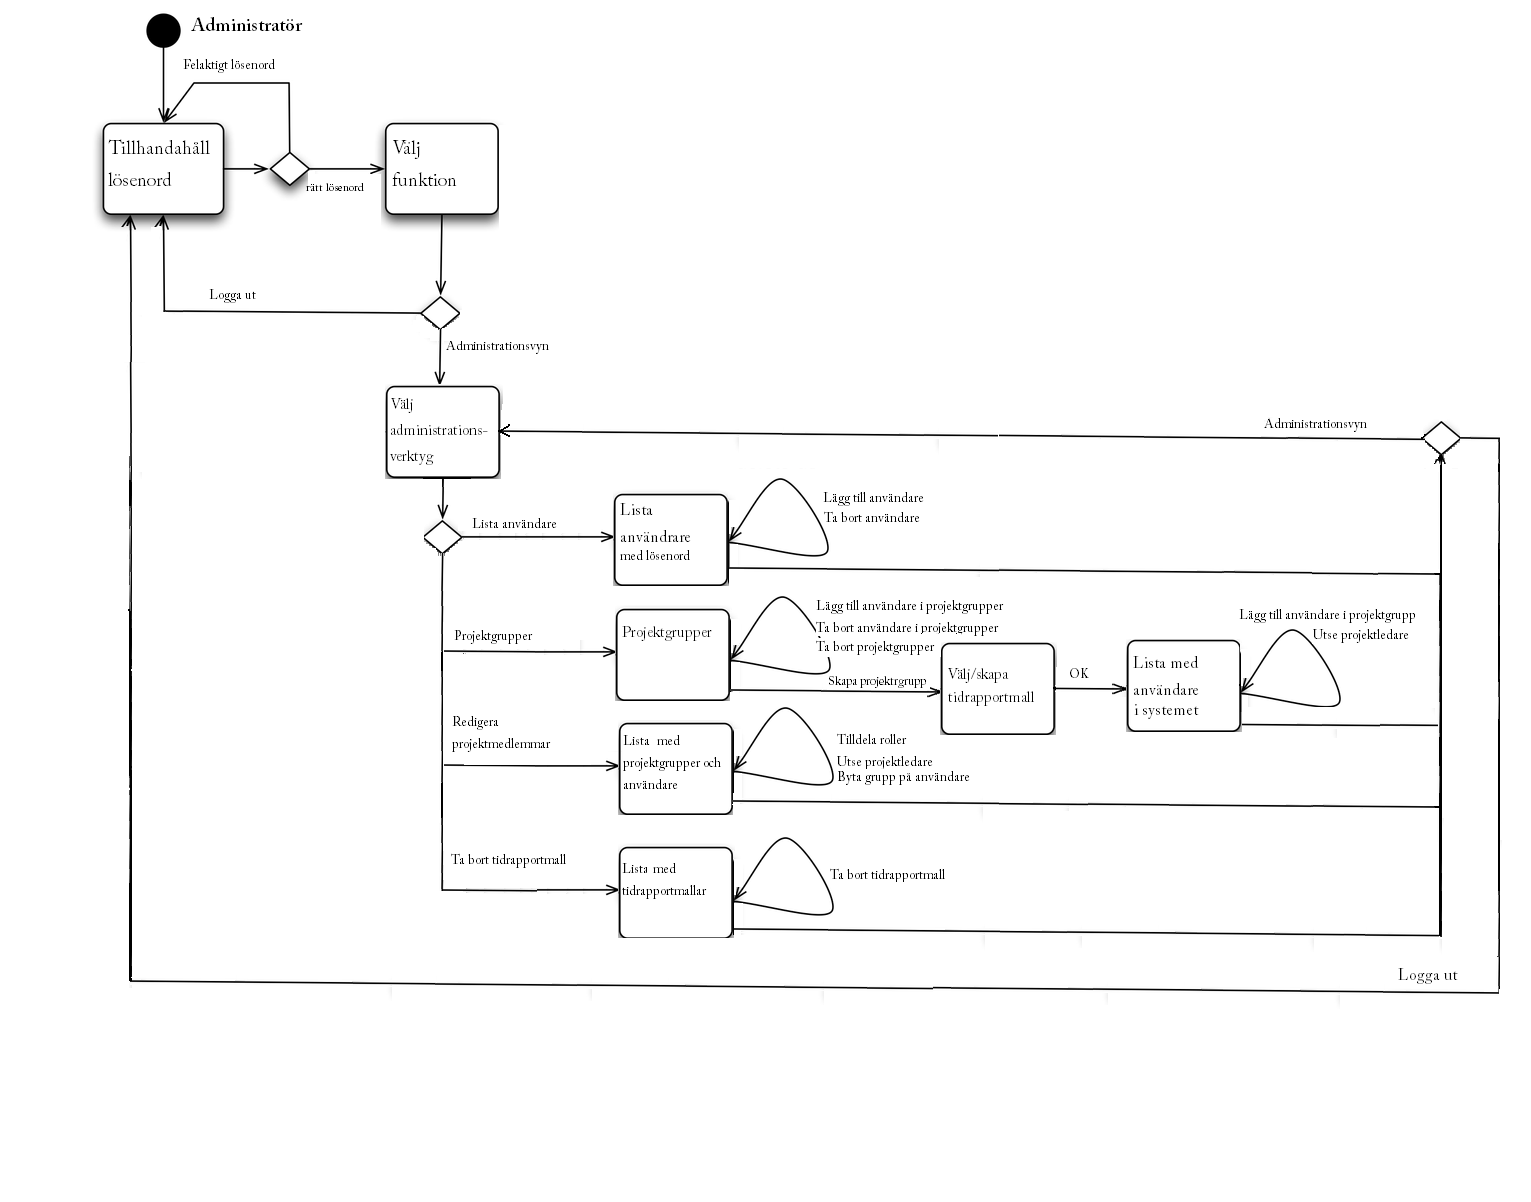 Administratör
Felaktigt lösenord
Tillhandahåll
lösenord
rätt lösenord
Välj
funktion
Logga ut
Administrationsvyn
Välj
administrations-
verktyg
Administrationsvyn
Lista användare
Lista
användrare
med lösenord
Lägg till användare
Ta bort användare
Projektgrupper
Projektgrupper
Lägg till användare i projektgrupper
Ta bort användare i projektgrupper
Ta bort projektgrupper
Skapa projektrgrupp
Välj/skapa
tidrapportmall
OK
Lista med
användare
i systemet
Lägg till användare i projektgrupp
Utse projektledare
Redigera
projektmedlemmar
Lista med
projektgrupper och
användare
Tilldela roller
Utse projektledare
Byta grupp på användare
Ta bort tidrapportmall
Lista med
tidrapportmallar
Ta bort tidrapportmall
Logga ut